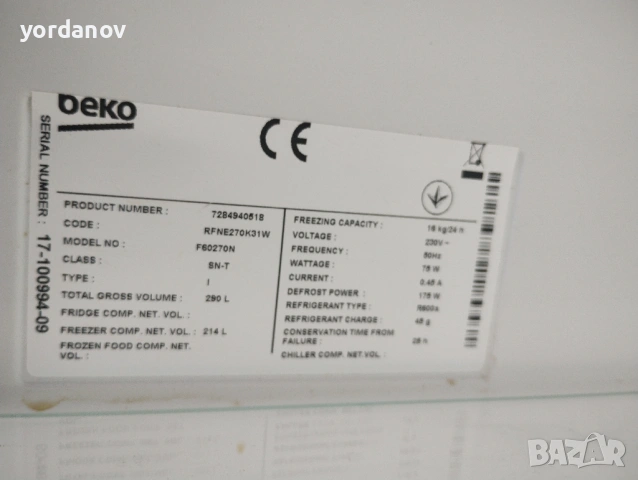 yordanov
beko
CE
SERIAL NUMBER : 17-100994-09
PRODUCT NUMBER : 7284940518
CODE : RFNE270K31W
MODEL NO : F60270N
CLASS : SN-T
TYPE : I
TOTAL GROSS VOLUME : 290 L
FRIDGE COMP. NET VOL. :
FREEZER COMP. NET VOL. : 214 L
FROZEN FOOD COMP. NET.
VOL. :
FREEZING CAPACITY : 18 kg/24 h
VOLTAGE : 230V ~
FREQUENCY : 50Hz
WATTAGE : 75 W
CURRENT : 0,45 A
DEFROST POWER : 175 W
REFRIGERANT TYPE : R600a
REFRIGERANT CHARGE : 48 g
CONSERVATION TIME FROM
FAILURE : 28 h
CHILLER COMP. NET VOL. :
BAZAR